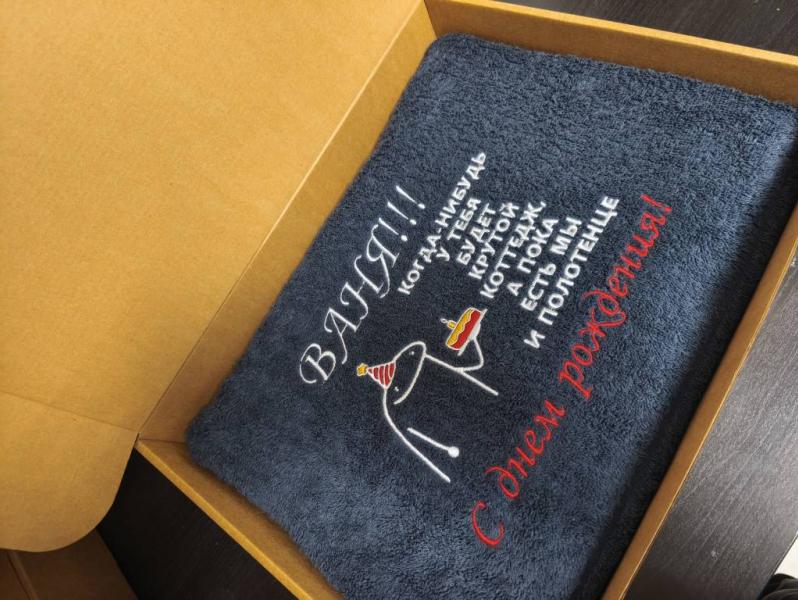 ВАНЯ!!!
КОГДА-НИБУДЬ
У ТЕБЯ
БУДЕТ
КРУТОЙ
КОТТЕДЖ,
А ПОКА
ЕСТЬ МЫ
И ПОЛОТЕНЦЕ
С днем рождения!